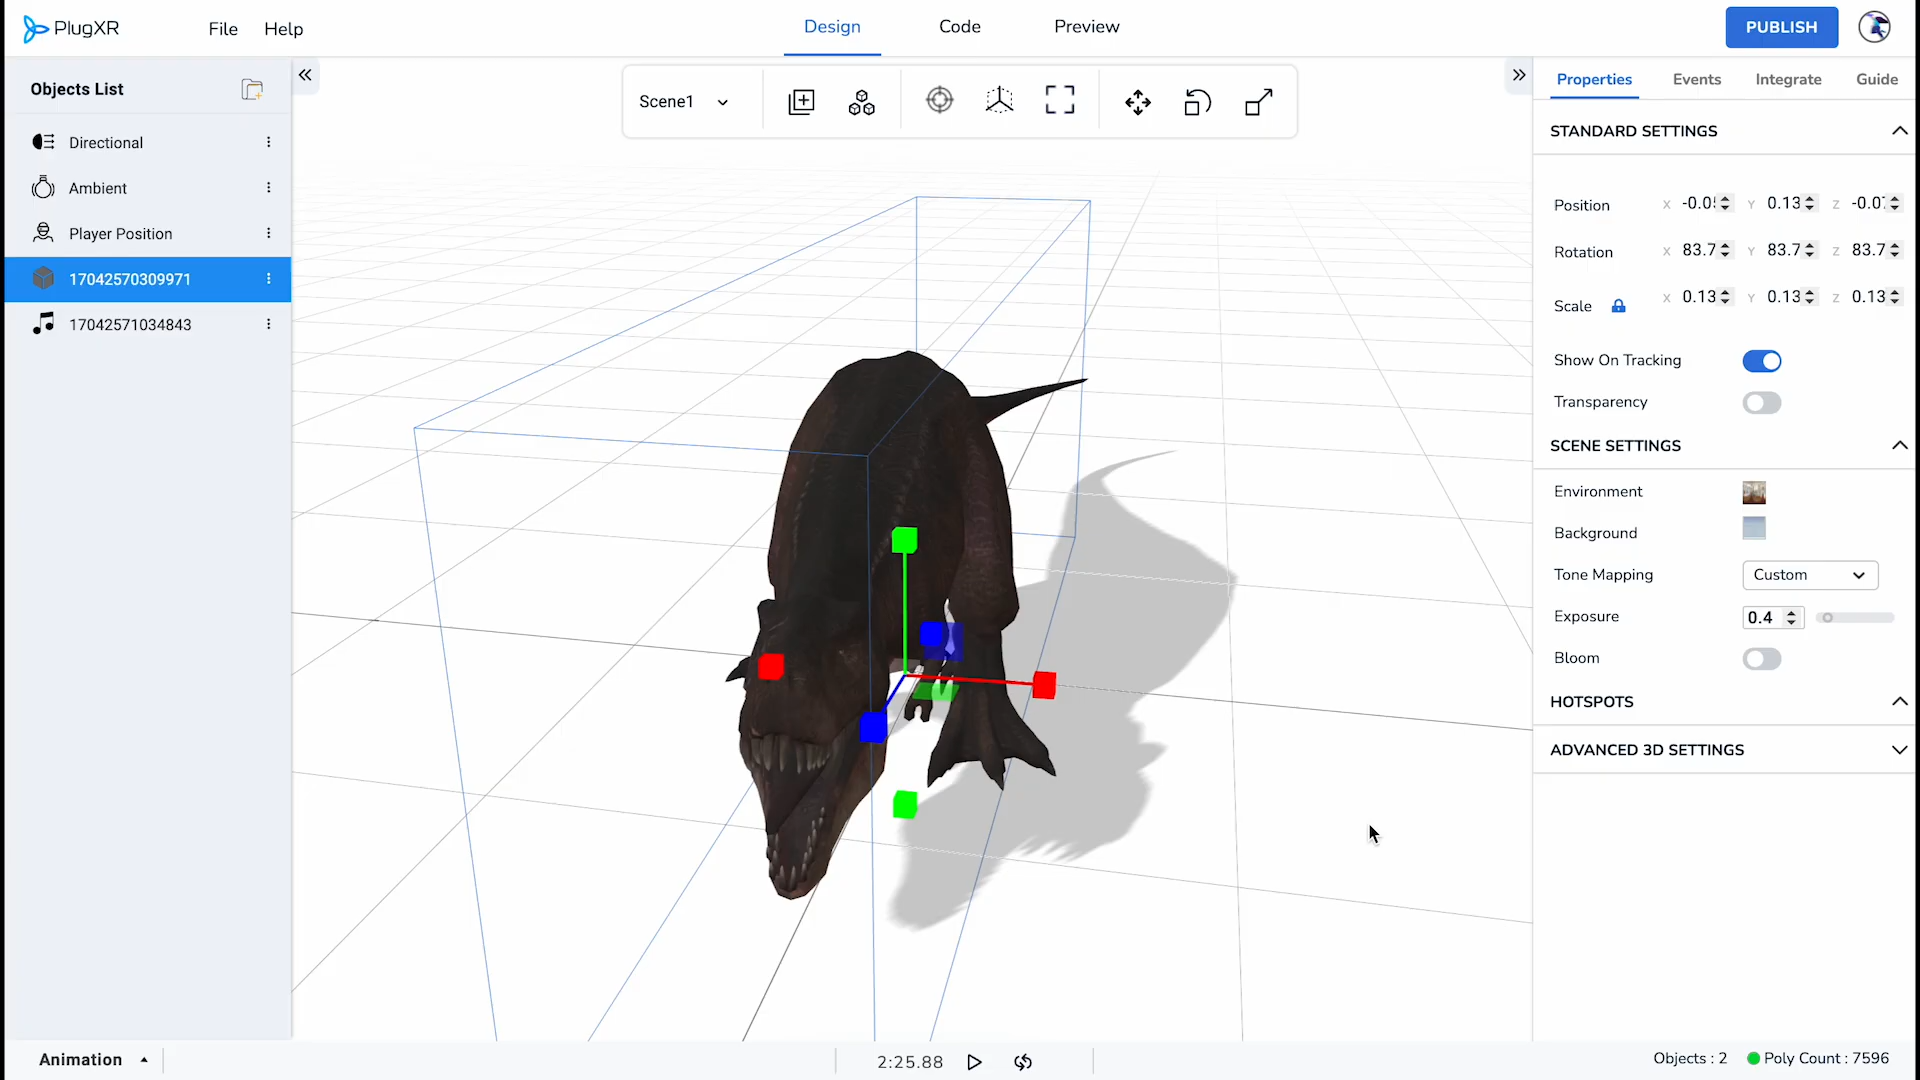 PlugXR
File Help
Design Code Preview
PUBLISH
Objects List
Directional
Ambient
Player Position
17042570309971
17042571034843
Scene1
Properties Events Integrate Guide
STANDARD SETTINGS
Position X Y 0.13 Z
Rotation X 83.7 Y 83.7 Z 83.7
Scale X 0.13 Y 0.13 Z 0.13
Show On Tracking
Transparency
SCENE SETTINGS
Environment
Background
Tone Mapping Custom
Exposure 0.4
Bloom
HOTSPOTS
ADVANCED 3D SETTINGS
Animation
2:25.88
Objects : 2 Poly Count : 7596